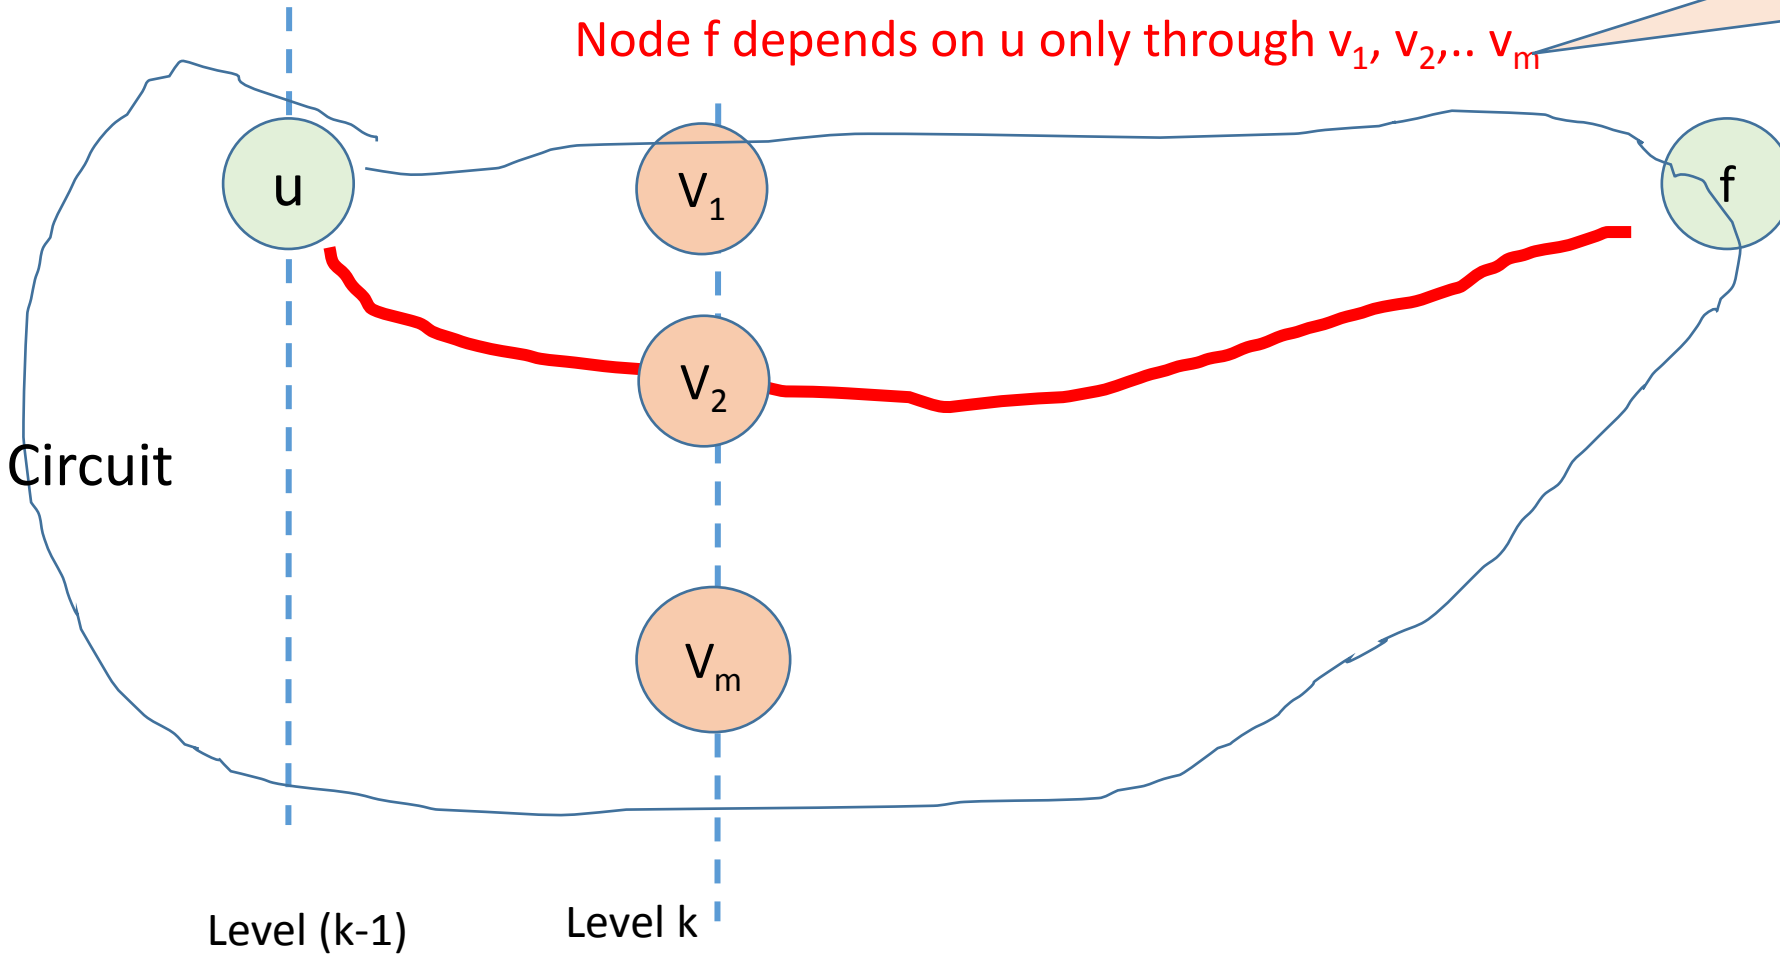 Node f depends on u only through v₁, v₂,.. vₘ
u
V₁
f
V₂
Circuit
Vₘ
Level (k-1)
Level k